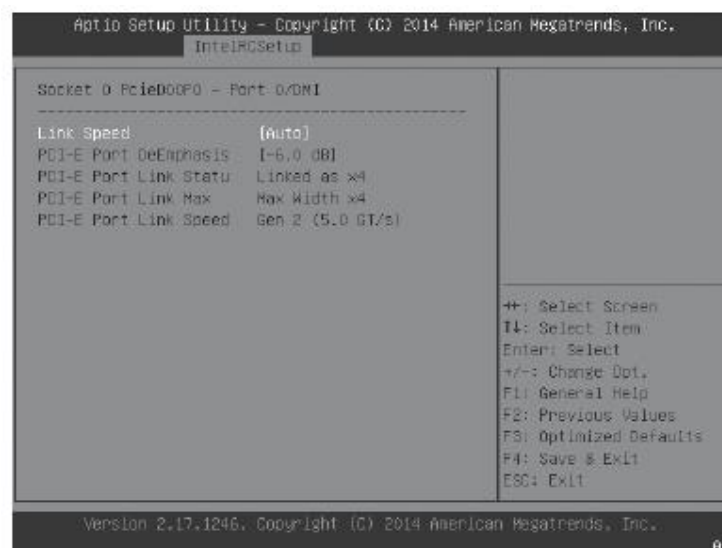 Aptio Setup Utility - Copyright (C) 2014 American Megatrends, Inc.
IntelRCSetup
Socket 0 PcieD00F0 - Port 0/DMI
Link Speed [Auto]
PCI-E Port DeEmphasis [-6.0 dB]
PCI-E Port Link Statu Linked as x4
PCI-E Port Link Max Max Width x4
PCI-E Port Link Speed Gen 2 (5.0 GT/s)
→←: Select Screen
↑↓: Select Item
Enter: Select
+/-: Change Opt.
F1: General Help
F2: Previous Values
F3: Optimized Defaults
F4: Save & Exit
ESC: Exit
Version 2.17.1246. Copyright (C) 2014 American Megatrends, Inc.
A